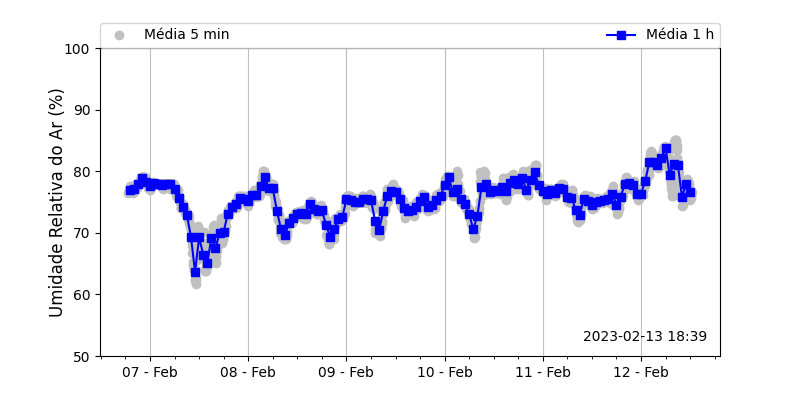 Média 5 min
Média 1 h
Umidade Relativa do Ar (%)
100
90
80
70
60
50
2023-02-13 18:39
07 - Feb
08 - Feb
09 - Feb
10 - Feb
11 - Feb
12 - Feb